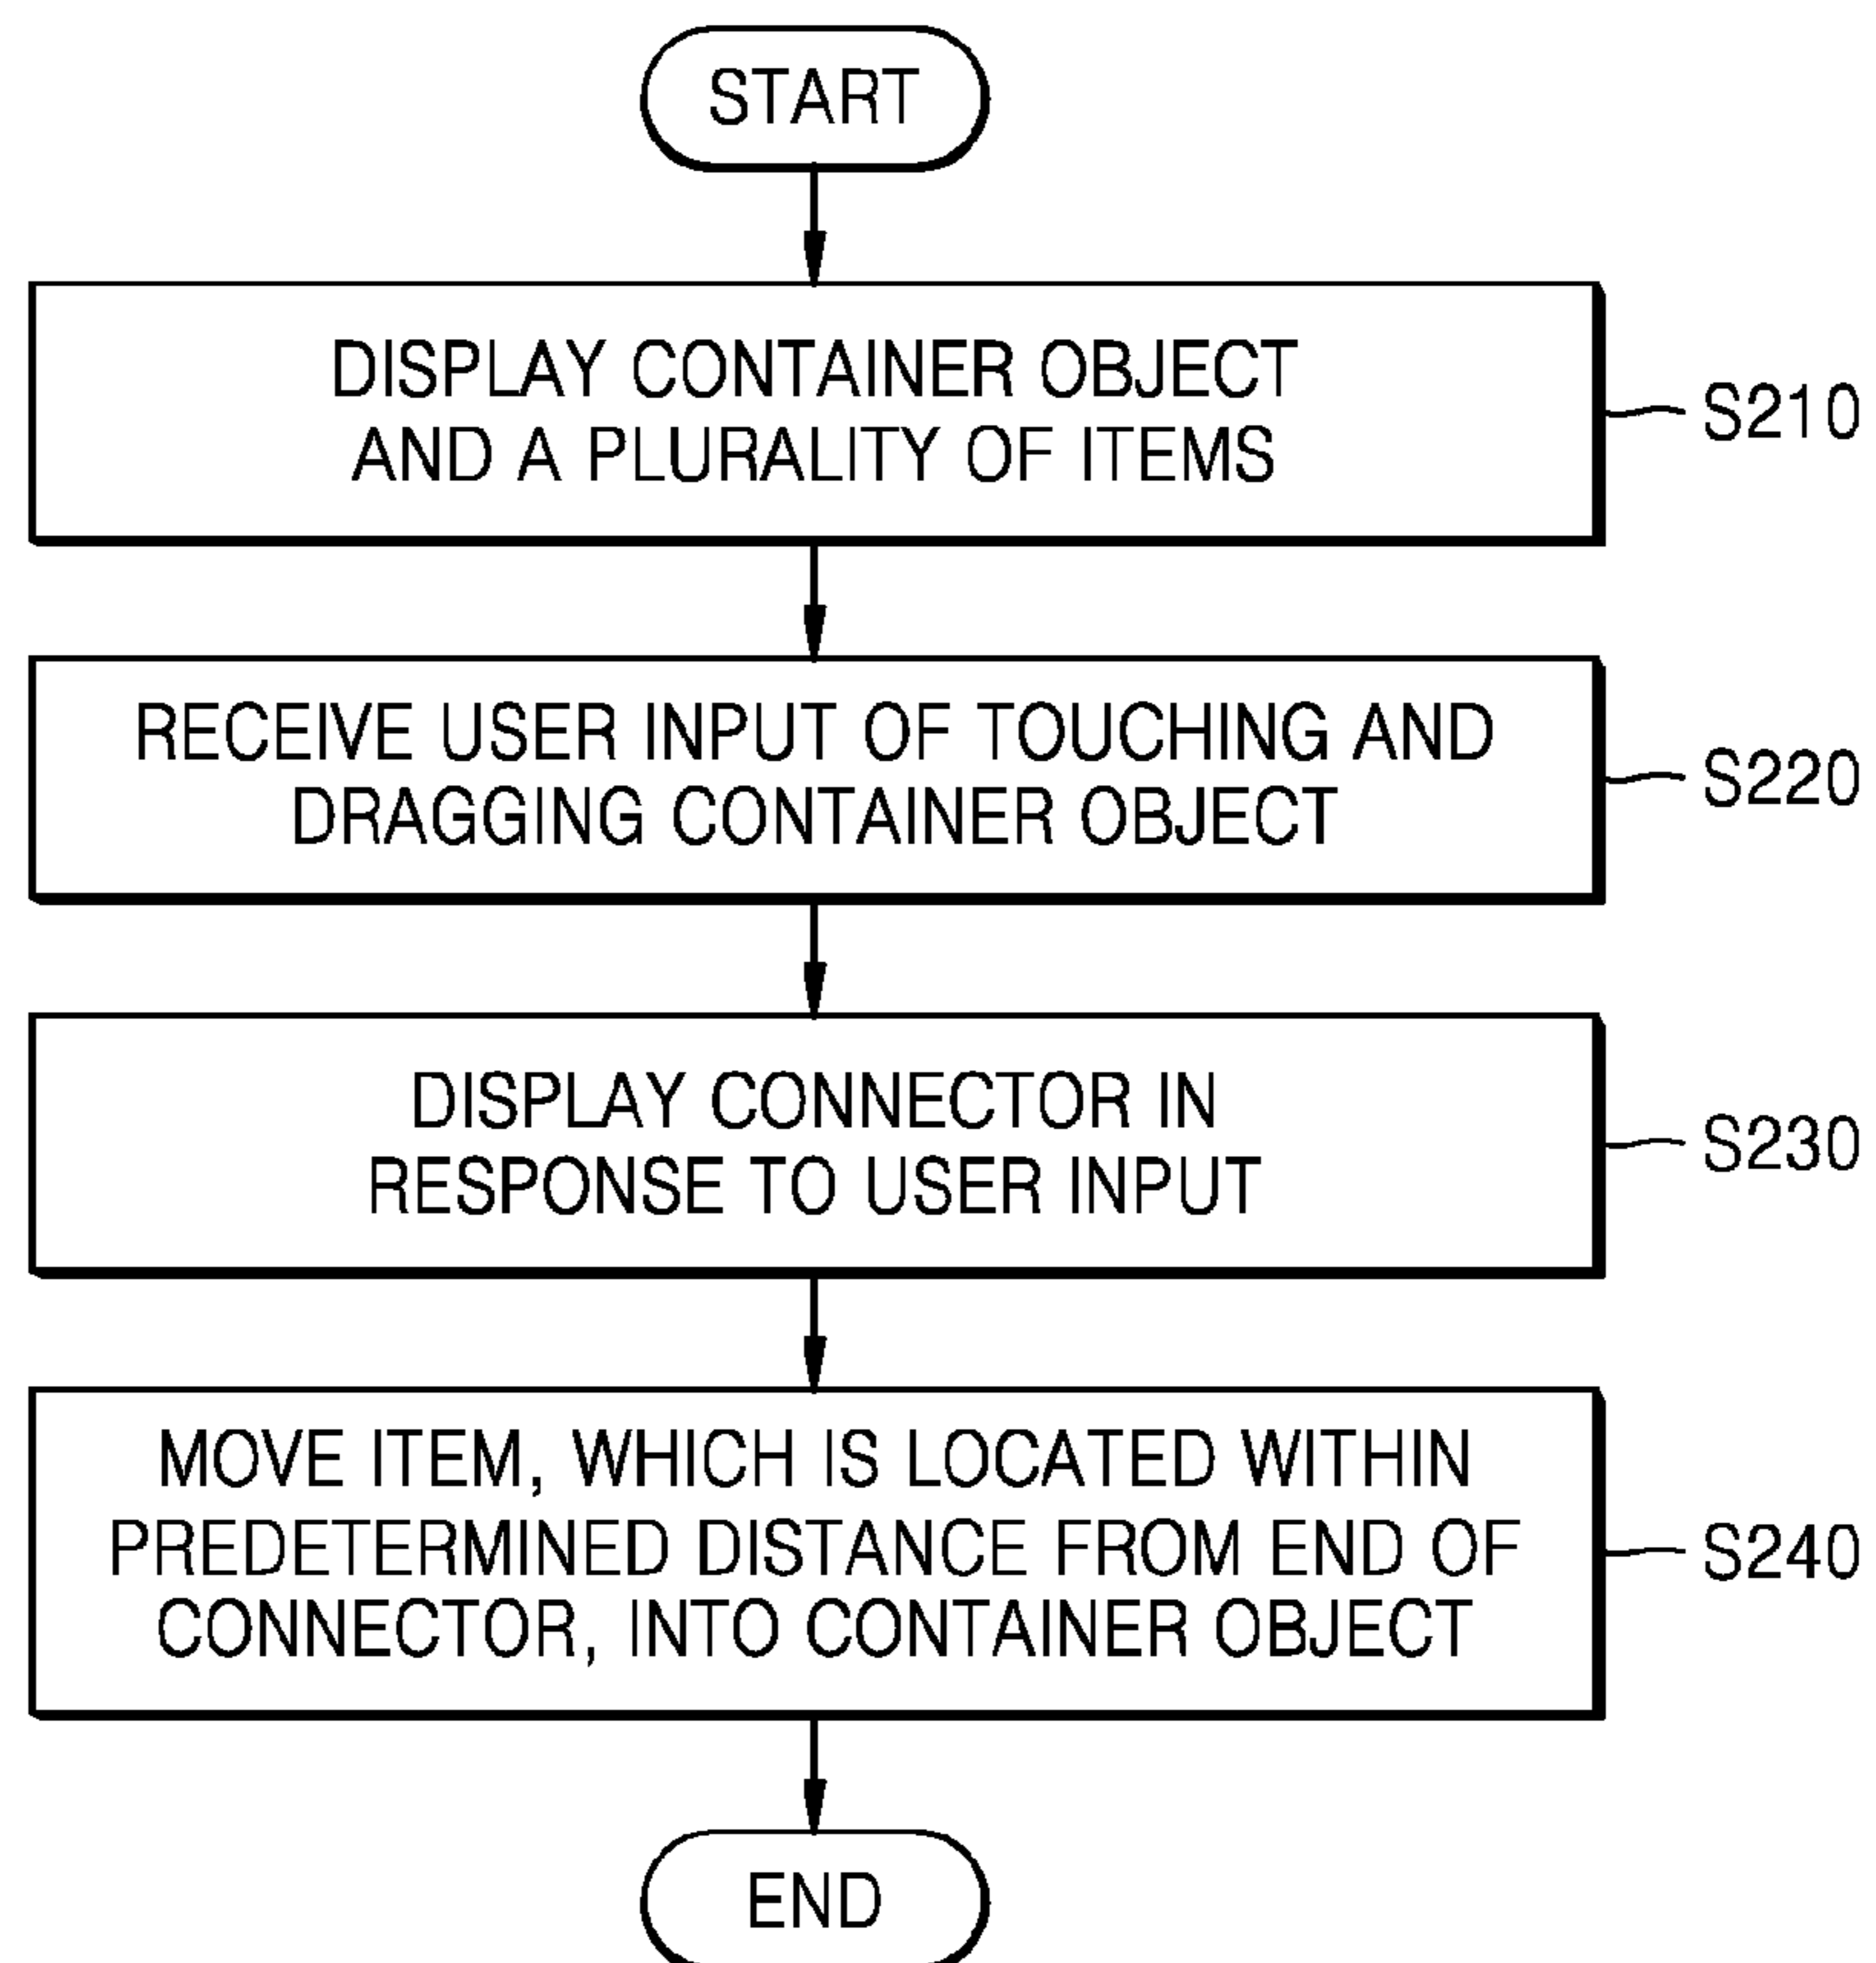 START
DISPLAY CONTAINER OBJECT
AND A PLURALITY OF ITEMS
S210
RECEIVE USER INPUT OF TOUCHING AND
DRAGGING CONTAINER OBJECT
S220
DISPLAY CONNECTOR IN
RESPONSE TO USER INPUT
S230
MOVE ITEM, WHICH IS LOCATED WITHIN
PREDETERMINED DISTANCE FROM END OF
CONNECTOR, INTO CONTAINER OBJECT
S240
END